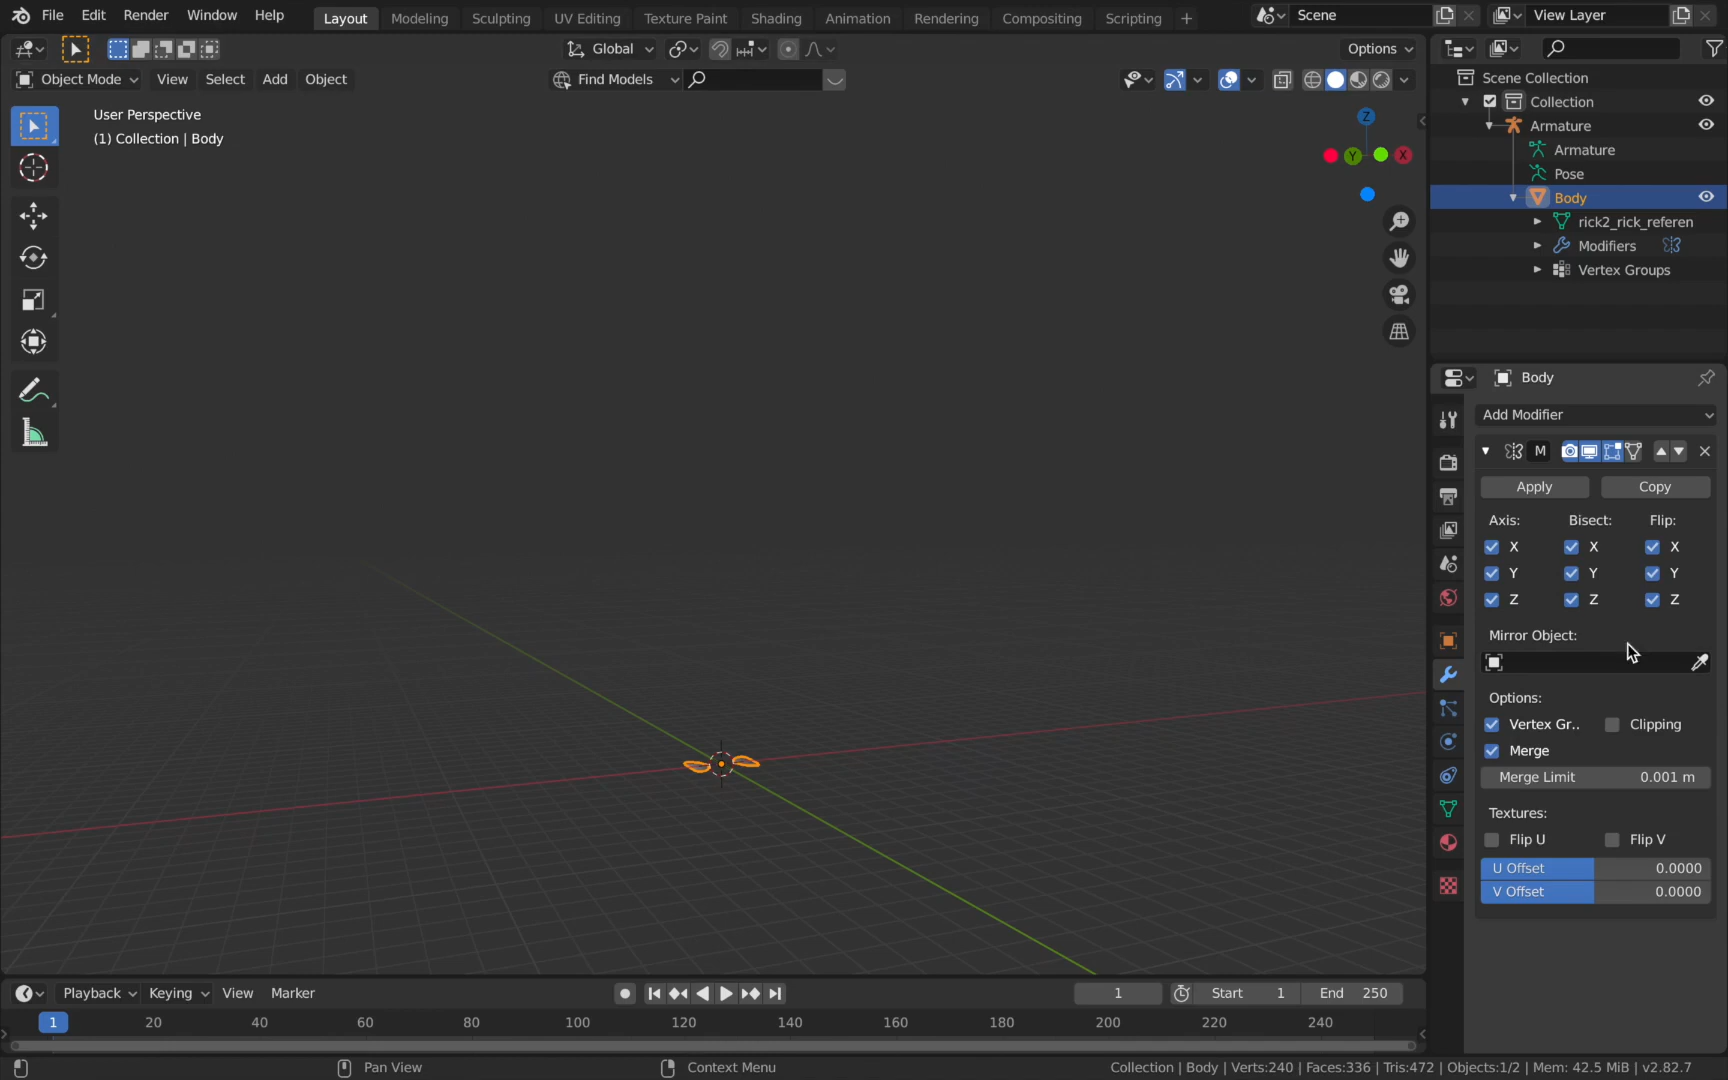 File Edit Render Window Help Layout Modeling Sculpting UV Editing Texture Paint Shading Animation Rendering Compositing Scripting + Scene View Layer
Global Options
Object Mode View Select Add Object Find Models
User Perspective
(1) Collection | Body
Z
Y X
Scene Collection
Collection
Armature
Armature
Pose
Body
rick2_rick_referen
Modifiers
Vertex Groups
Body
Add Modifier
M
Apply Copy
Axis: Bisect: Flip:
X X X
Y Y Y
Z Z Z
Mirror Object:
Options:
Vertex Gr.. Clipping
Merge
Merge Limit 0.001 m
Textures:
Flip U Flip V
U Offset 0.0000
V Offset 0.0000
Playback Keying View Marker 1 Start 1 End 250
1 20 40 60 80 100 120 140 160 180 200 220 240
Pan View Context Menu Collection | Body | Verts:240 | Faces:336 | Tris:472 | Objects:1/2 | Mem: 42.5 MiB | v2.82.7